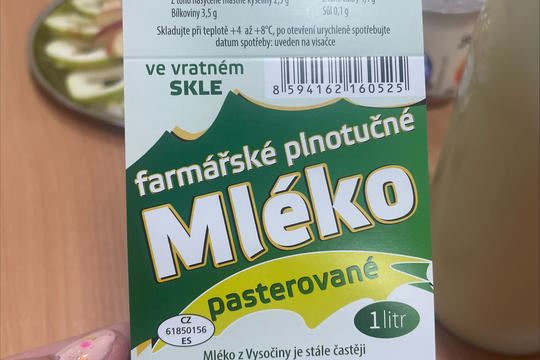 Z toho nasycené mastné kyseliny 2,3 g
Bílkoviny 3,5 g
Sůl 0,1 g
Skladujte při teplotě +4 až +8°C, po otevření urychleně spotřebujte
datum spotřeby: uveden na visačce
ve vratném
SKLE
8 594162 160525
farmářské plnotučné
Mléko
pasterované
CZ
61850156
ES
1 litr
Mléko z Vysočiny je stále častěji